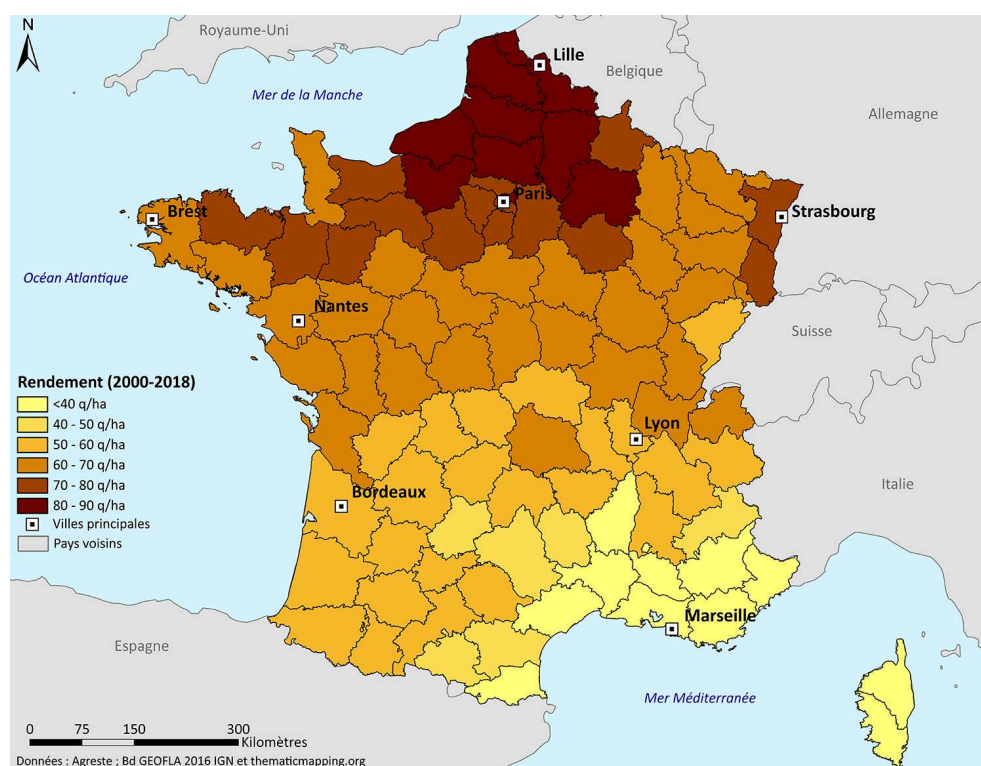 N
Royaume-Uni
Lille
Belgique
Mer de la Manche
Allemagne
Paris
Brest
Strasbourg
Océan Atlantique
Nantes
Suisse
Rendement (2000-2018)
<40 q/ha
40 - 50 q/ha
50 - 60 q/ha
60 - 70 q/ha
70 - 80 q/ha
80 - 90 q/ha
Villes principales
Pays voisins
Lyon
Italie
Bordeaux
Marseille
Espagne
Mer Méditerranée
0 75 150 300
Kilomètres
Données : Agreste ; Bd GEOFLA 2016 IGN et thematicmapping.org